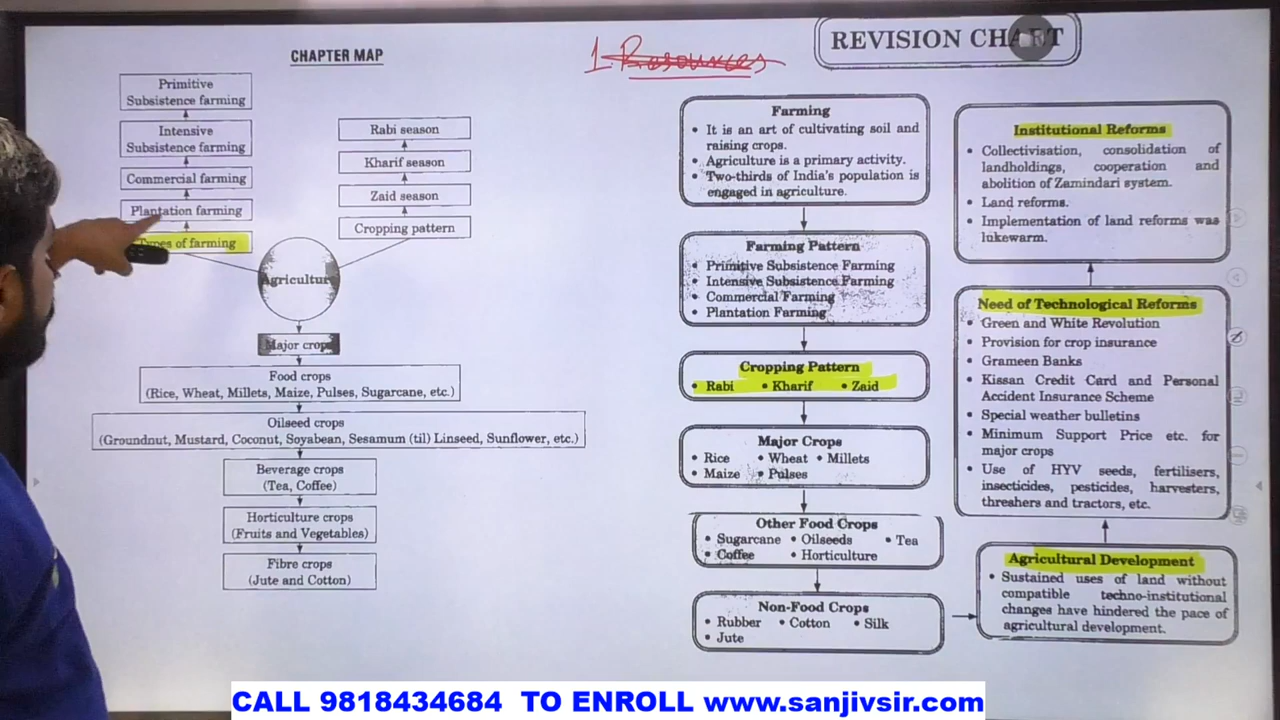 CHAPTER MAP
Primitive
Subsistence farming
Intensive
Subsistence farming
Commercial farming
Plantation farming
Types of farming
Rabi season
Kharif season
Zaid season
Cropping pattern
Agriculture
Major crops
Food crops
(Rice, Wheat, Millets, Maize, Pulses, Sugarcane, etc.)
Oilseed crops
(Groundnut, Mustard, Coconut, Soyabean, Sesamum (til) Linseed, Sunflower, etc.)
Beverage crops
(Tea, Coffee)
Horticulture crops
(Fruits and Vegetables)
Fibre crops
(Jute and Cotton)
1 Resources
REVISION CHART
Farming
• It is an art of cultivating soil and
raising crops.
• Agriculture is a primary activity.
• Two-thirds of India's population is
engaged in agriculture.
Farming Pattern
• Primitive Subsistence Farming
• Intensive Subsistence Farming
• Commercial Farming
• Plantation Farming
Cropping Pattern
• Rabi • Kharif • Zaid
Major Crops
• Rice • Wheat • Millets
• Maize • Pulses
Other Food Crops
• Sugarcane • Oilseeds • Tea
• Coffee • Horticulture
Non-Food Crops
• Rubber • Cotton • Silk
• Jute
Agricultural Development
• Sustained uses of land without
compatible techno-institutional
changes have hindered the pace of
agricultural development.
Need of Technological Reforms
• Green and White Revolution
• Provision for crop insurance
• Grameen Banks
• Kissan Credit Card and Personal
Accident Insurance Scheme
• Special weather bulletins
• Minimum Support Price etc. for
major crops
• Use of HYV seeds, fertilisers,
insecticides, pesticides, harvesters,
threshers and tractors, etc.
Institutional Reforms
• Collectivisation, consolidation of
landholdings, cooperation and
abolition of Zamindari system.
• Land reforms.
• Implementation of land reforms was
lukewarm.
CALL 9818434684 TO ENROLL www.sanjivsir.com